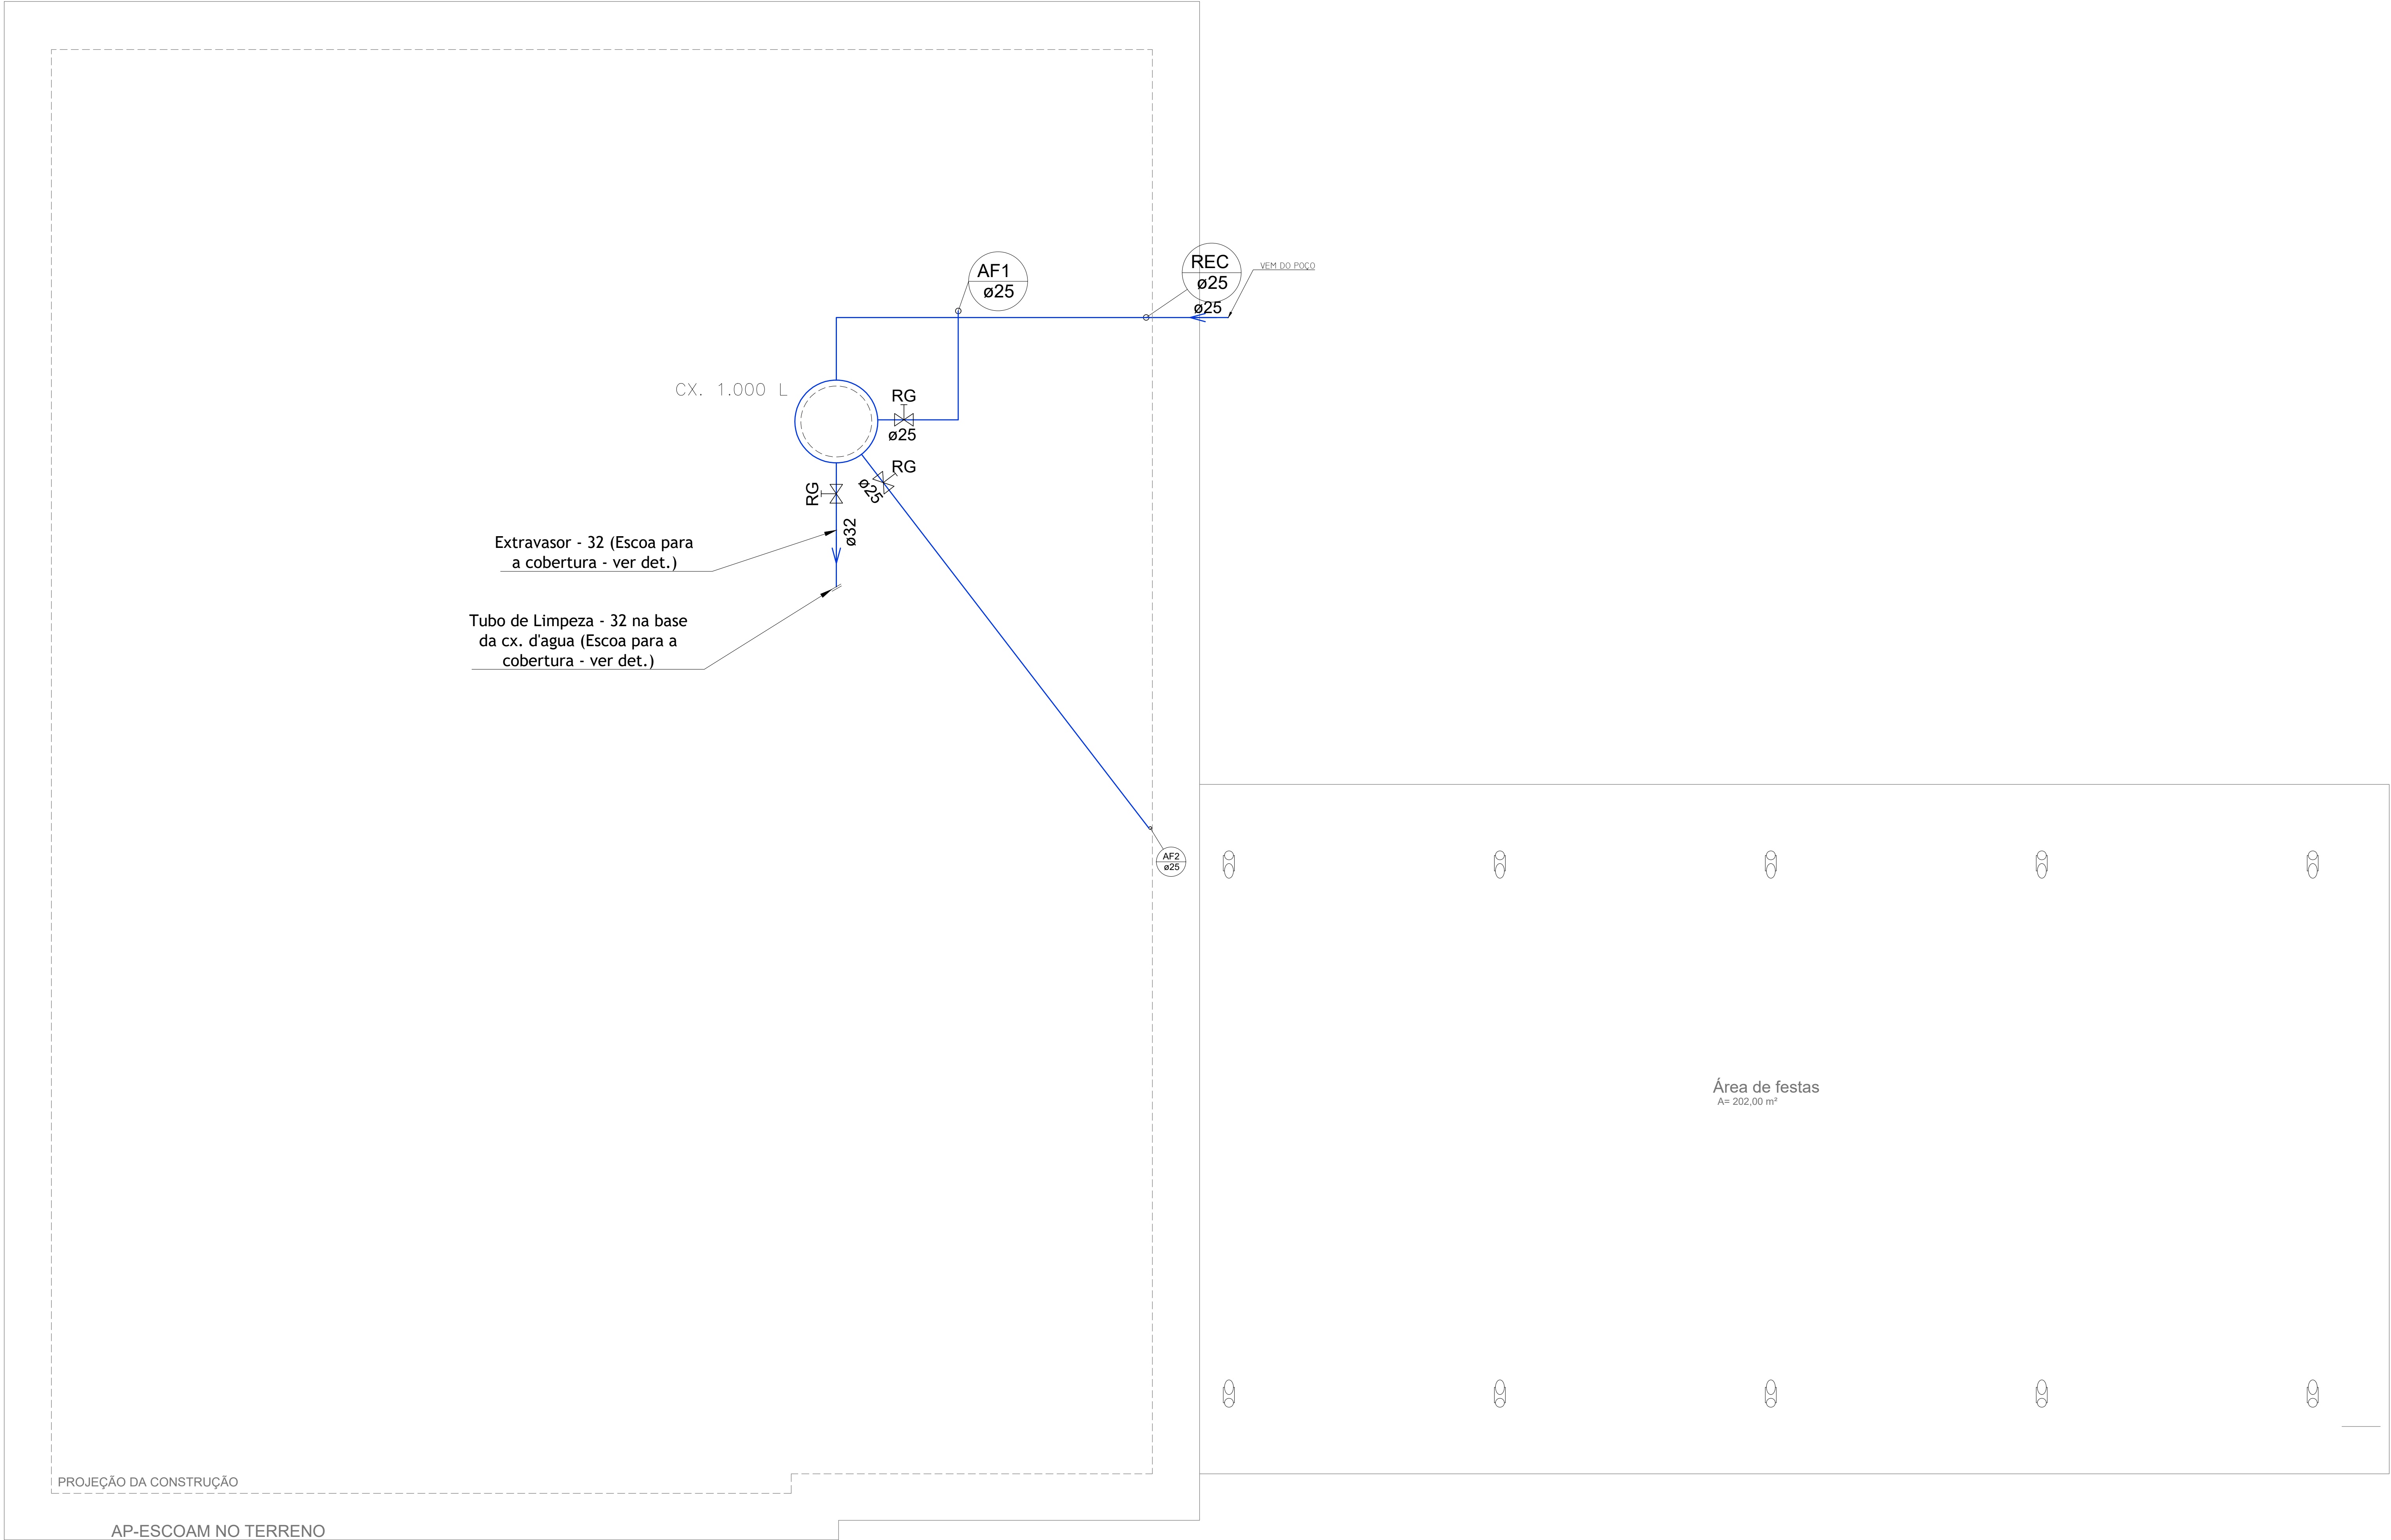 AF1
ø25
REC
ø25
VEM DO POÇO
ø25
CX. 1.000 L
RG
ø25
RG
ø25
RG
ø32
Extravasor - 32 (Escoa para
a cobertura - ver det.)
Tubo de Limpeza - 32 na base
da cx. d'agua (Escoa para a
cobertura - ver det.)
AF2
ø25
Área de festas
A= 202,00 m²
PROJEÇÃO DA CONSTRUÇÃO
AP-ESCOAM NO TERRENO